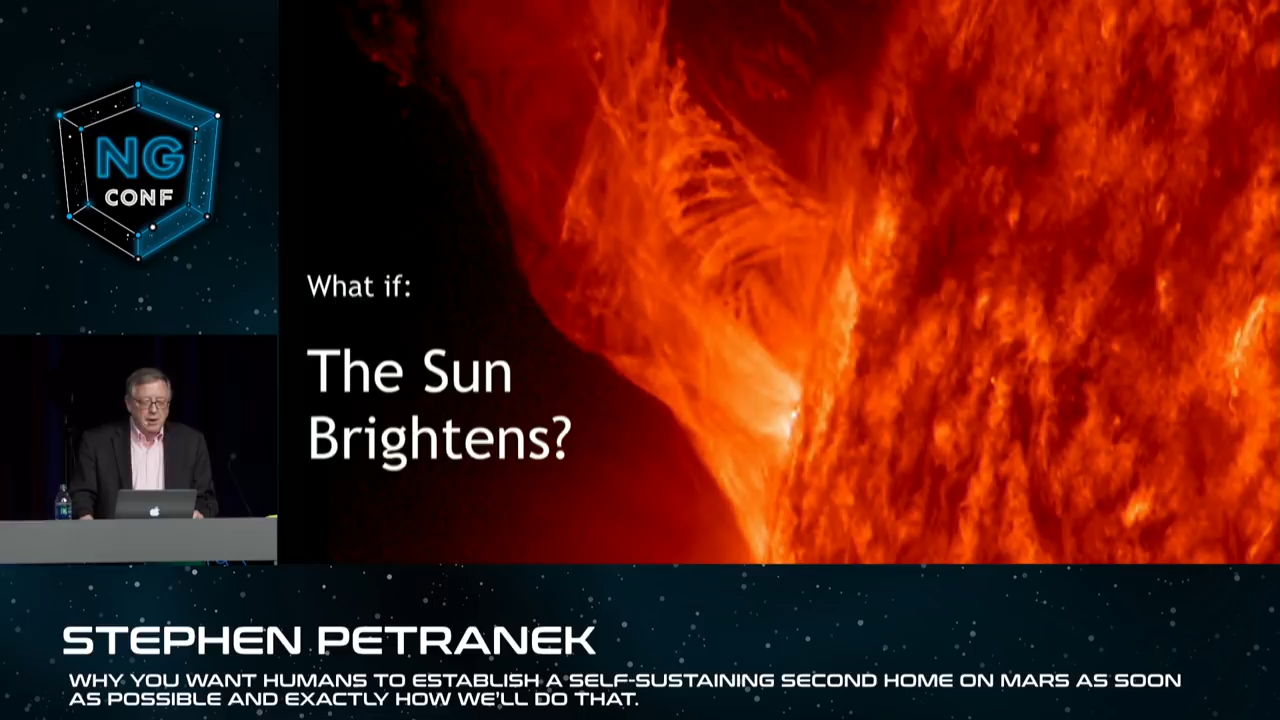 NG
CONF
What if:
The Sun
Brightens?
STEPHEN PETRANEK
WHY YOU WANT HUMANS TO ESTABLISH A SELF-SUSTAINING SECOND HOME ON MARS AS SOON
AS POSSIBLE AND EXACTLY HOW WE'LL DO THAT.